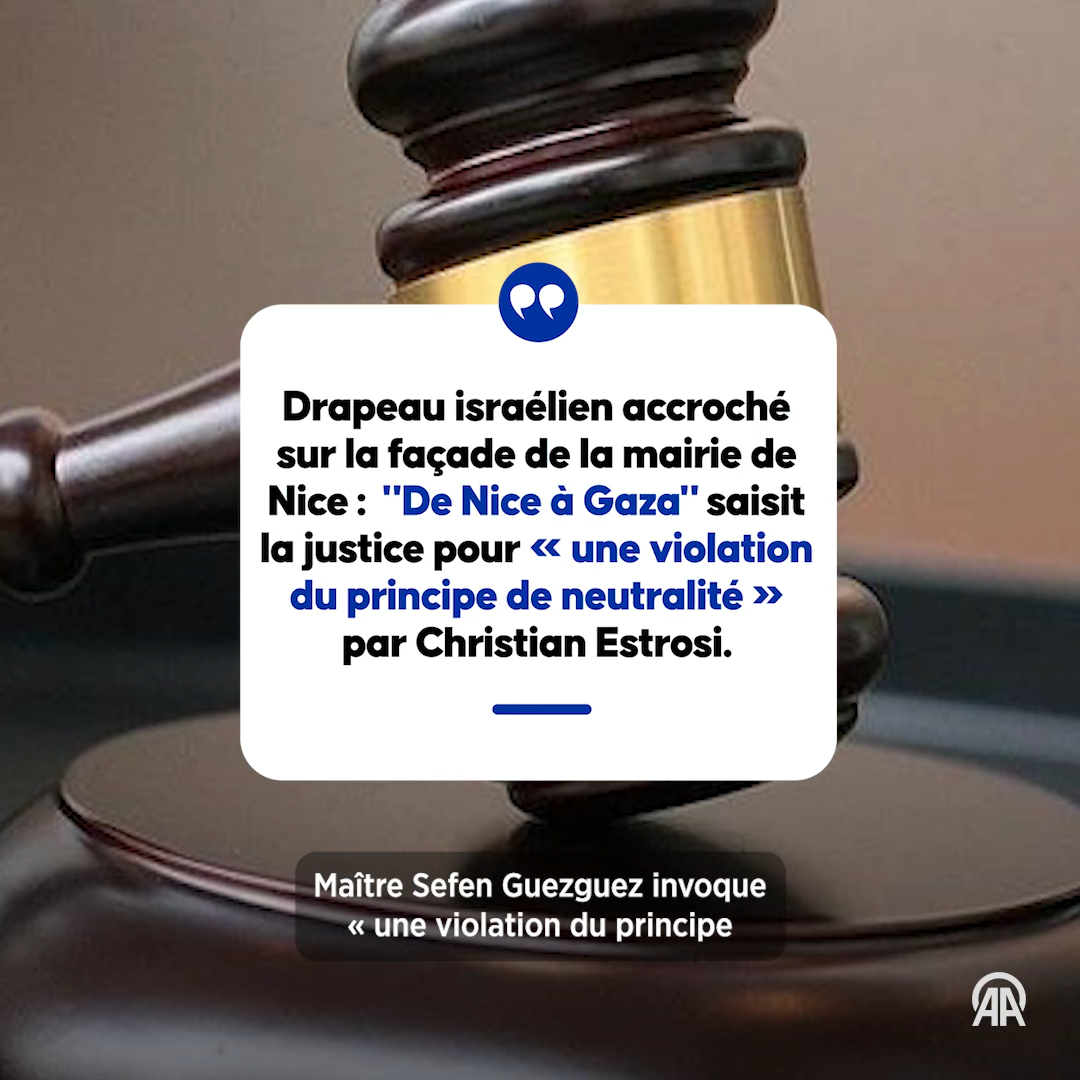 Drapeau israélien accroché
sur la façade de la mairie de
Nice : "De Nice à Gaza" saisit
la justice pour « une violation
du principe de neutralité »
par Christian Estrosi.
Maître Sefen Guezguez invoque
« une violation du principe
AA